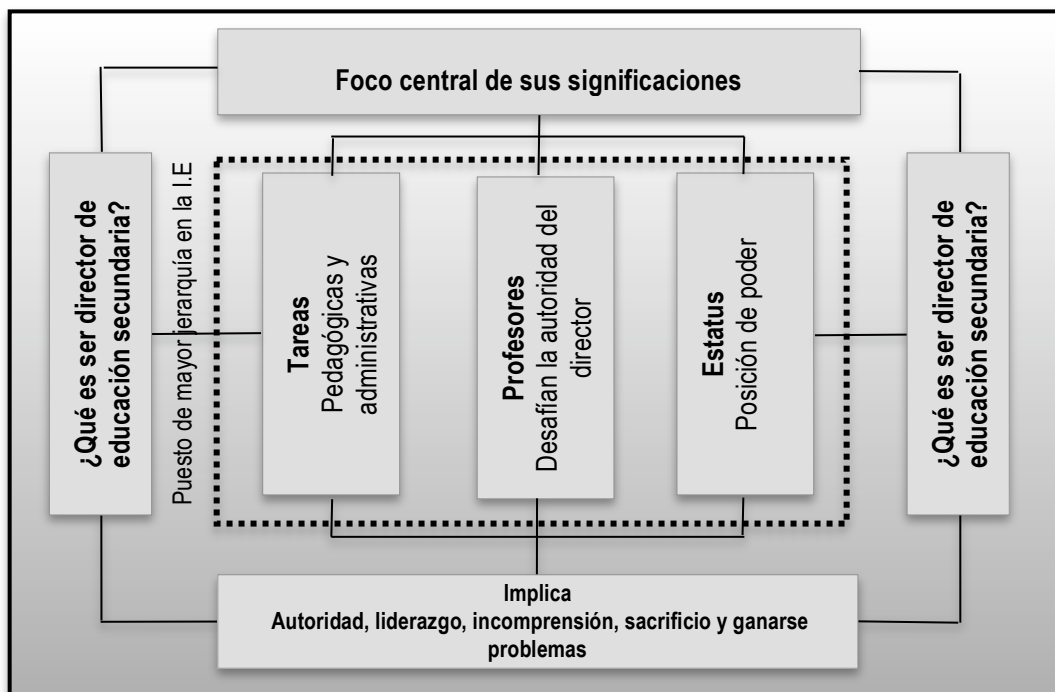 Foco central de sus significaciones
¿Qué es ser director de
educación secundaria?
Puesto de mayor jerarquía en la I.E
Tareas
Pedagógicas y
administrativas
Profesores
Desafían la autoridad del
director
Estatus
Posición de poder
¿Qué es ser director de
educación secundaria?
Implica
Autoridad, liderazgo, incomprensión, sacrificio y ganarse
problemas